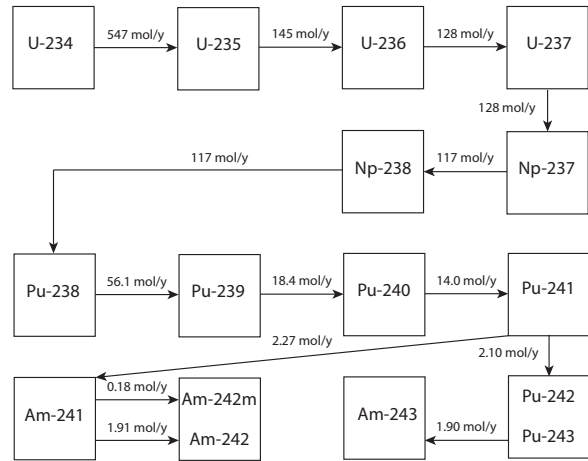 547 mol/y 145 mol/y 128 mol/y
U-234 U-235 U-236 U-237
128 mol/y
117 mol/y 117 mol/y
Np-238 Np-237
Pu-238 56.1 mol/y Pu-239 18.4 mol/y Pu-240 14.0 mol/y Pu-241
2.27 mol/y 2.10 mol/y
0.18 mol/y Am-242m Pu-242
Am-241 Am-243
1.91 mol/y Am-242 1.90 mol/y Pu-243